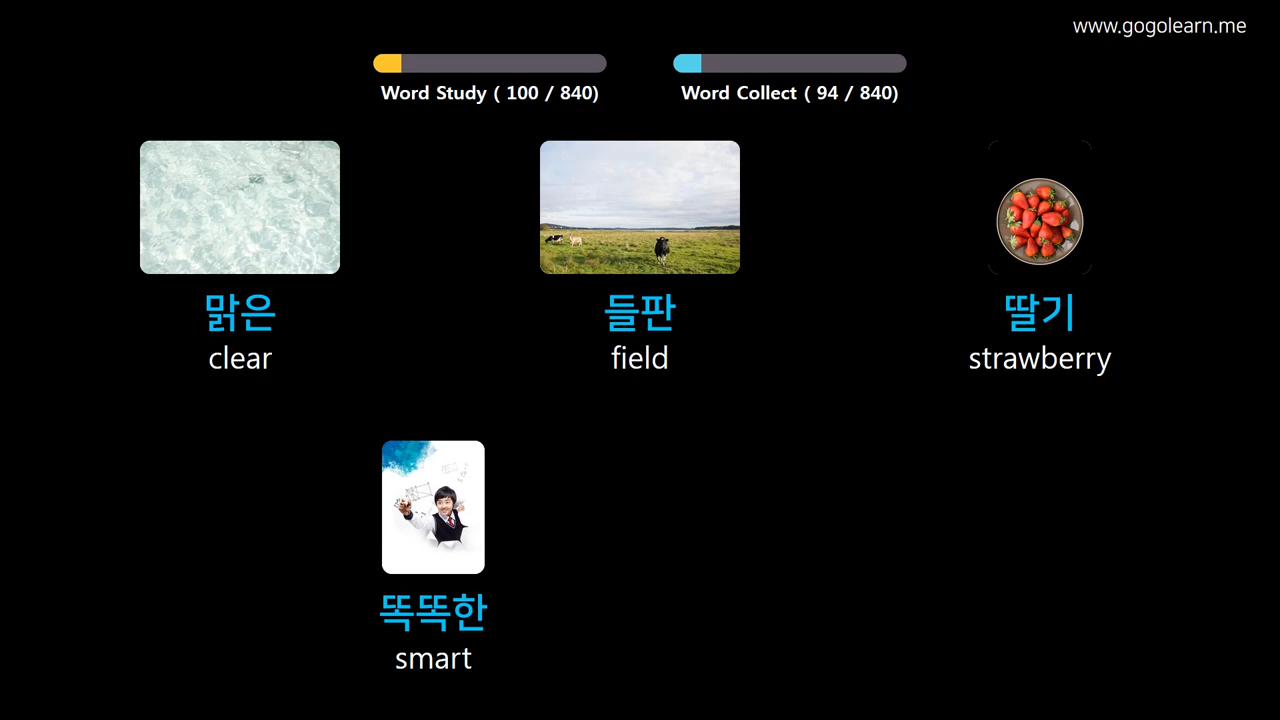 www.gogolearn.me
Word Study ( 100 / 840)
Word Collect ( 94 / 840)
맑은
clear
들판
field
딸기
strawberry
똑똑한
smart